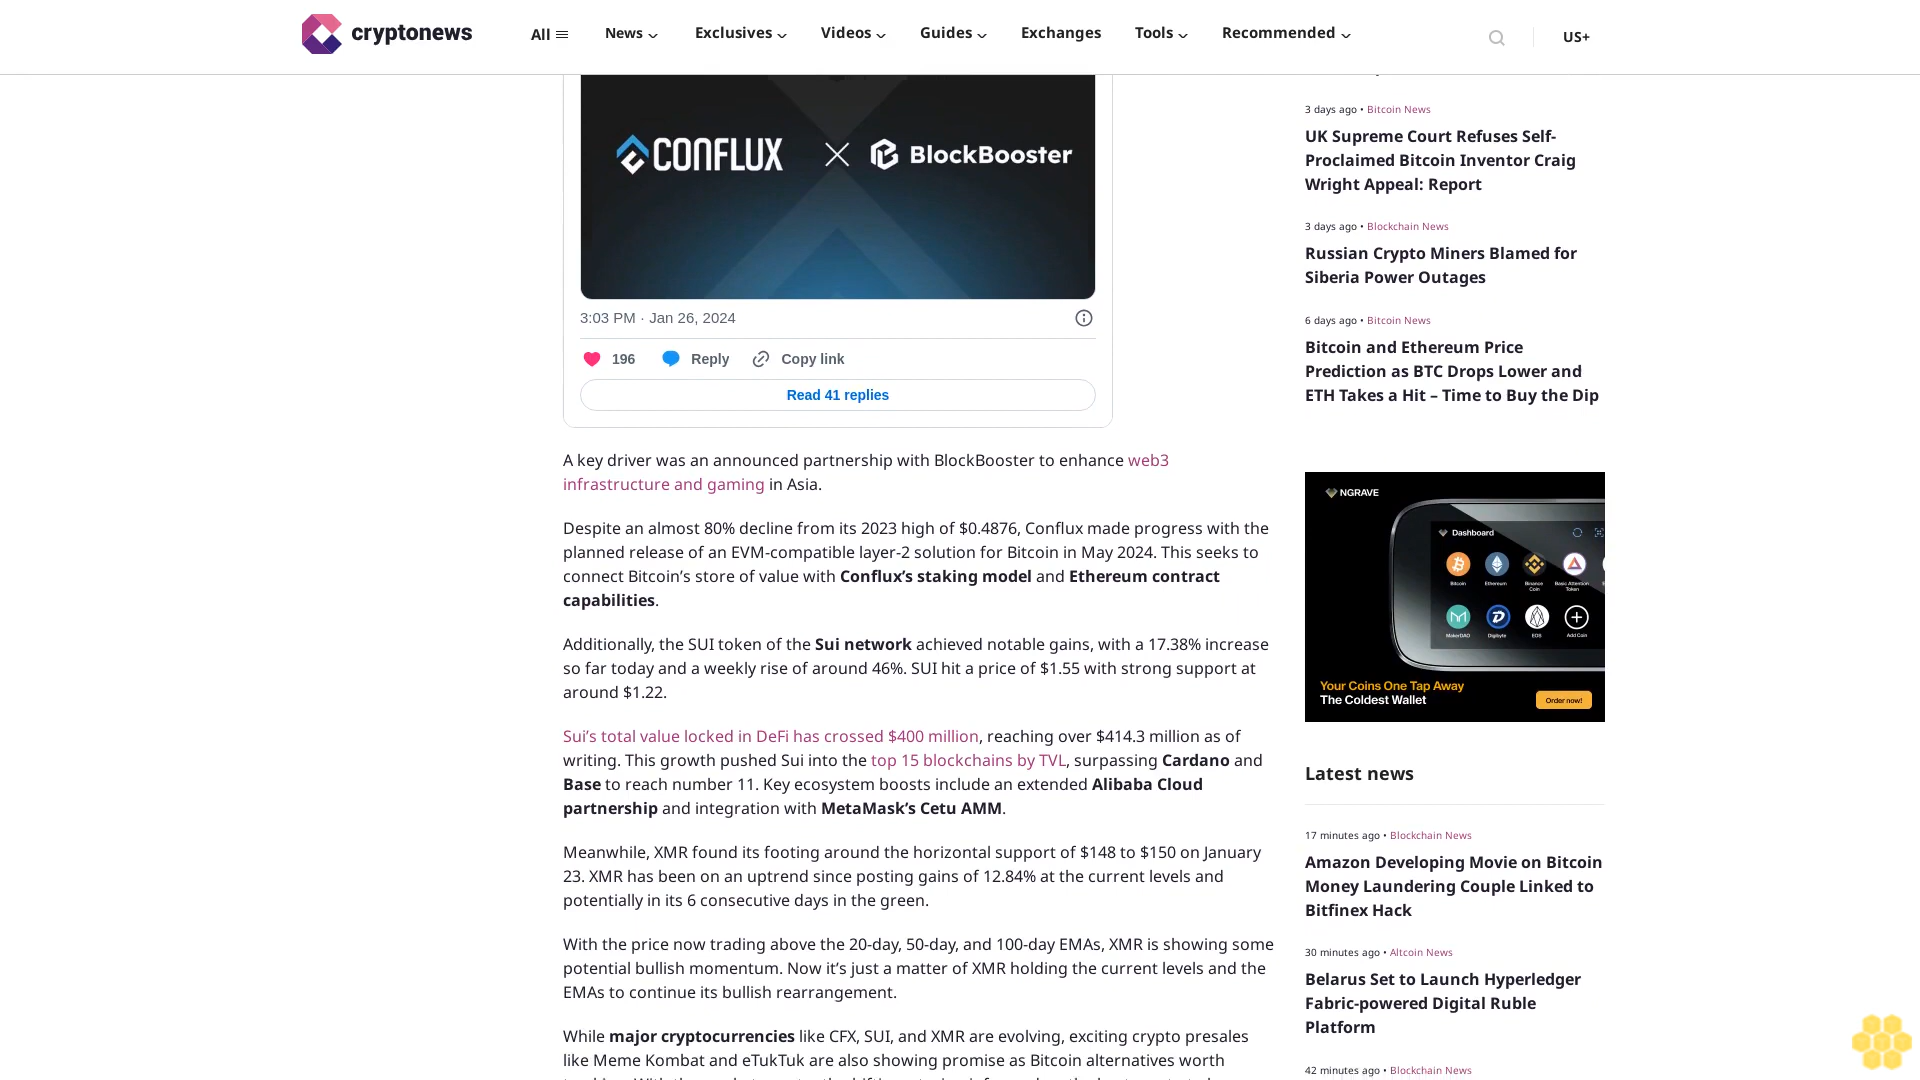 cryptonews
All
News
Exclusives
Videos
Guides
Exchanges
Tools
Recommended
US+
CONFLUX
BlockBooster
3:03 PM · Jan 26, 2024
196
Reply
Copy link
Read 41 replies
A key driver was an announced partnership with BlockBooster to enhance web3
infrastructure and gaming in Asia.
Despite an almost 80% decline from its 2023 high of $0.4876, Conflux made progress with the
planned release of an EVM-compatible layer-2 solution for Bitcoin in May 2024. This seeks to
connect Bitcoin’s store of value with Conflux’s staking model and Ethereum contract
capabilities.
Additionally, the SUI token of the Sui network achieved notable gains, with a 17.38% increase
so far today and a weekly rise of around 46%. SUI hit a price of $1.55 with strong support at
around $1.22.
Sui’s total value locked in DeFi has crossed $400 million, reaching over $414.3 million as of
writing. This growth pushed Sui into the top 15 blockchains by TVL, surpassing Cardano and
Base to reach number 11. Key ecosystem boosts include an extended Alibaba Cloud
partnership and integration with MetaMask’s Cetu AMM.
Meanwhile, XMR found its footing around the horizontal support of $148 to $150 on January
23. XMR has been on an uptrend since posting gains of 12.84% at the current levels and
potentially in its 6 consecutive days in the green.
With the price now trading above the 20-day, 50-day, and 100-day EMAs, XMR is showing some
potential bullish momentum. Now it’s just a matter of XMR holding the current levels and the
EMAs to continue its bullish rearrangement.
While major cryptocurrencies like CFX, SUI, and XMR are evolving, exciting crypto presales
like Meme Kombat and eTukTuk are also showing promise as Bitcoin alternatives worth
3 days ago • Bitcoin News
UK Supreme Court Refuses Self-
Proclaimed Bitcoin Inventor Craig
Wright Appeal: Report
3 days ago • Blockchain News
Russian Crypto Miners Blamed for
Siberia Power Outages
6 days ago • Bitcoin News
Bitcoin and Ethereum Price
Prediction as BTC Drops Lower and
ETH Takes a Hit – Time to Buy the Dip
NGRAVE
Dashboard
Bitcoin
Ethereum
Binance
Coin
Basic Attention
Token
MakerDAO
Digibyte
EOS
Add Coin
Your Coins One Tap Away
The Coldest Wallet
Order now!
Latest news
17 minutes ago • Blockchain News
Amazon Developing Movie on Bitcoin
Money Laundering Couple Linked to
Bitfinex Hack
30 minutes ago • Altcoin News
Belarus Set to Launch Hyperledger
Fabric-powered Digital Ruble
Platform
42 minutes ago • Blockchain News